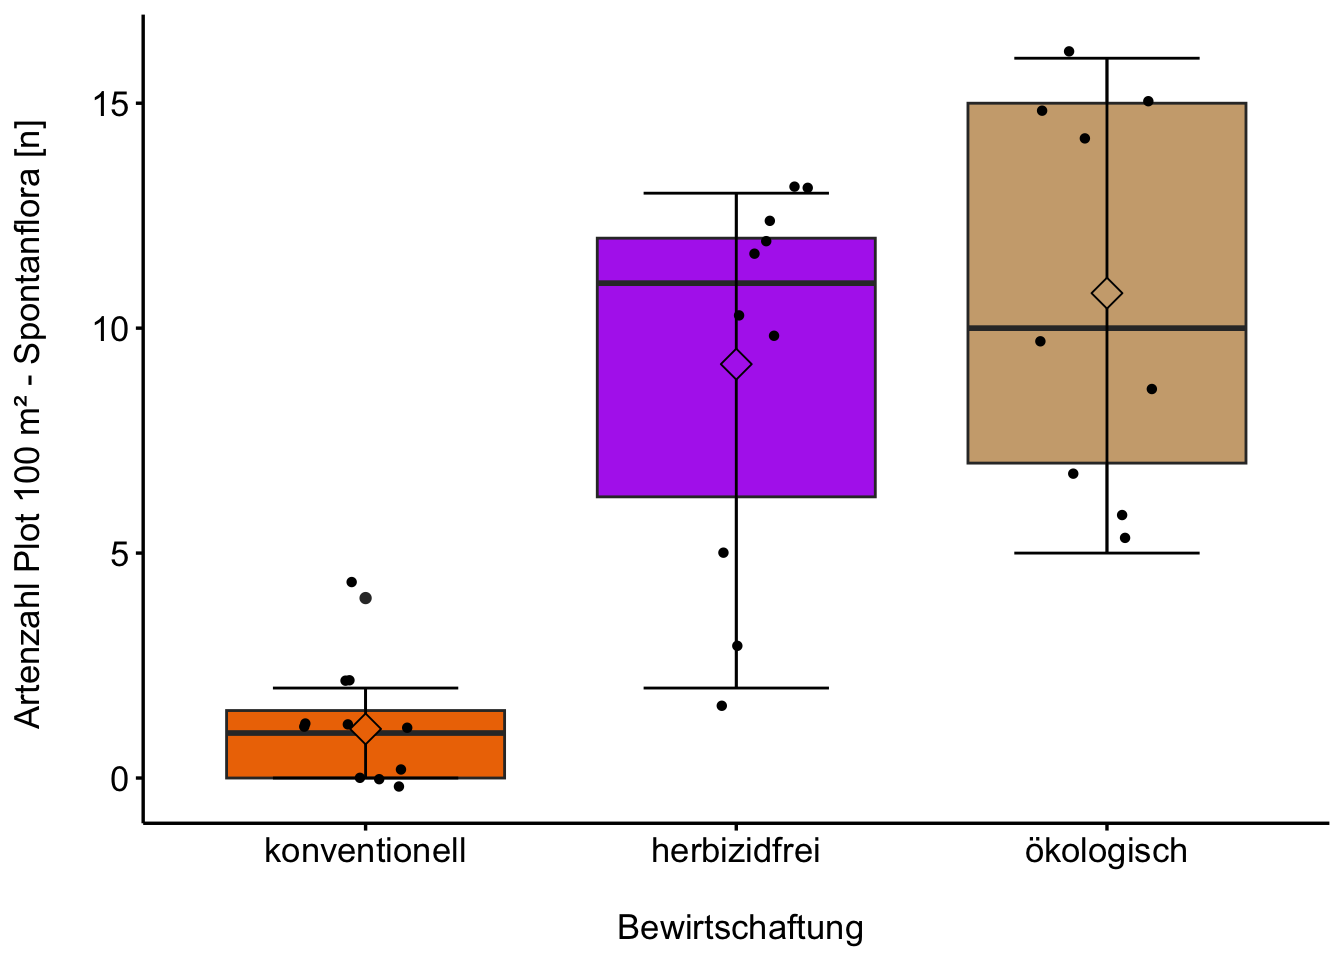 Artenzahl Plot 100 m² - Spontanflora [n]
15
10
5
0
konventionell
herbizidfrei
ökologisch
Bewirtschaftung